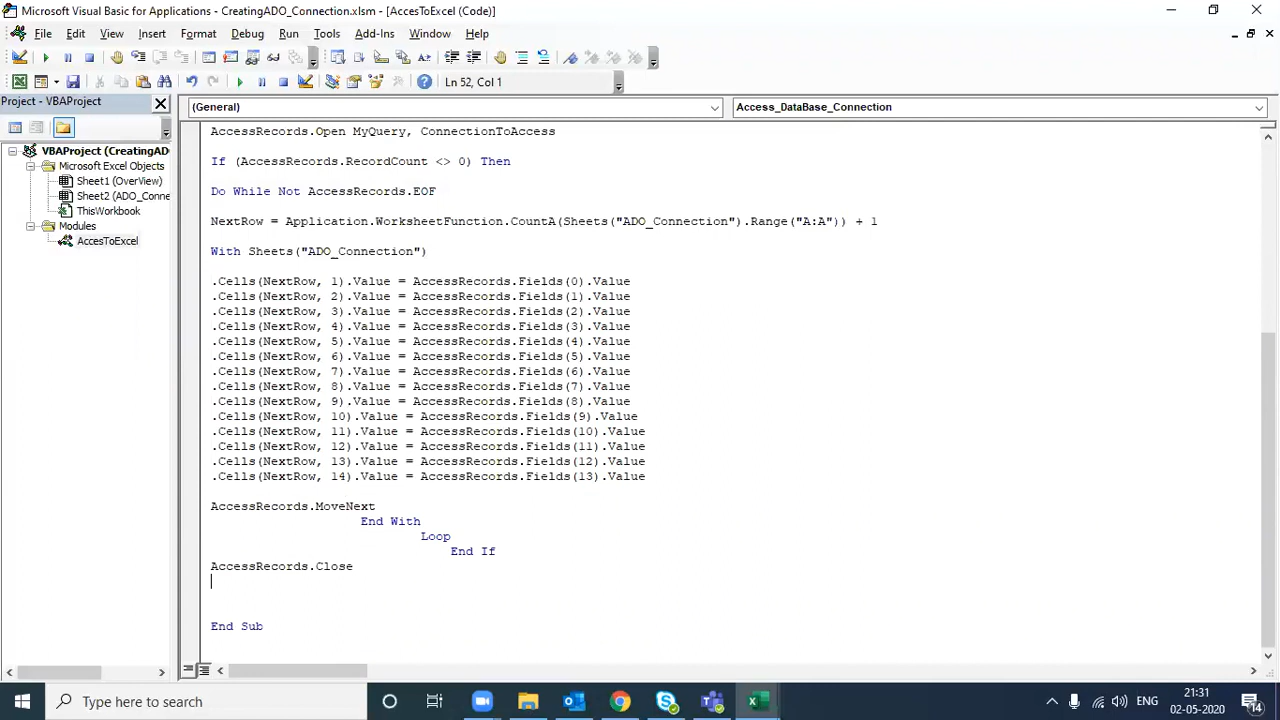 Microsoft Visual Basic for Applications - CreatingADO_Connection.xlsm - [AccesToExcel (Code)]
File Edit View Insert Format Debug Run Tools Add-Ins Window Help
Ln 52, Col 1
Project - VBAProject
(General)
Access_DataBase_Connection
VBAProject (CreatingAD
Microsoft Excel Objects
Sheet1 (OverView)
Sheet2 (ADO_Conne
ThisWorkbook
Modules
AccesToExcel
AccessRecords.Open MyQuery, ConnectionToAccess
If (AccessRecords.RecordCount <> 0) Then
Do While Not AccessRecords.EOF
NextRow = Application.WorksheetFunction.CountA(Sheets("ADO_Connection").Range("A:A")) + 1
With Sheets("ADO_Connection")
.Cells(NextRow, 1).Value = AccessRecords.Fields(0).Value
.Cells(NextRow, 2).Value = AccessRecords.Fields(1).Value
.Cells(NextRow, 3).Value = AccessRecords.Fields(2).Value
.Cells(NextRow, 4).Value = AccessRecords.Fields(3).Value
.Cells(NextRow, 5).Value = AccessRecords.Fields(4).Value
.Cells(NextRow, 6).Value = AccessRecords.Fields(5).Value
.Cells(NextRow, 7).Value = AccessRecords.Fields(6).Value
.Cells(NextRow, 8).Value = AccessRecords.Fields(7).Value
.Cells(NextRow, 9).Value = AccessRecords.Fields(8).Value
.Cells(NextRow, 10).Value = AccessRecords.Fields(9).Value
.Cells(NextRow, 11).Value = AccessRecords.Fields(10).Value
.Cells(NextRow, 12).Value = AccessRecords.Fields(11).Value
.Cells(NextRow, 13).Value = AccessRecords.Fields(12).Value
.Cells(NextRow, 14).Value = AccessRecords.Fields(13).Value
AccessRecords.MoveNext
End With
Loop
End If
AccessRecords.Close
End Sub
Type here to search
ENG
21:31
02-05-2020
14